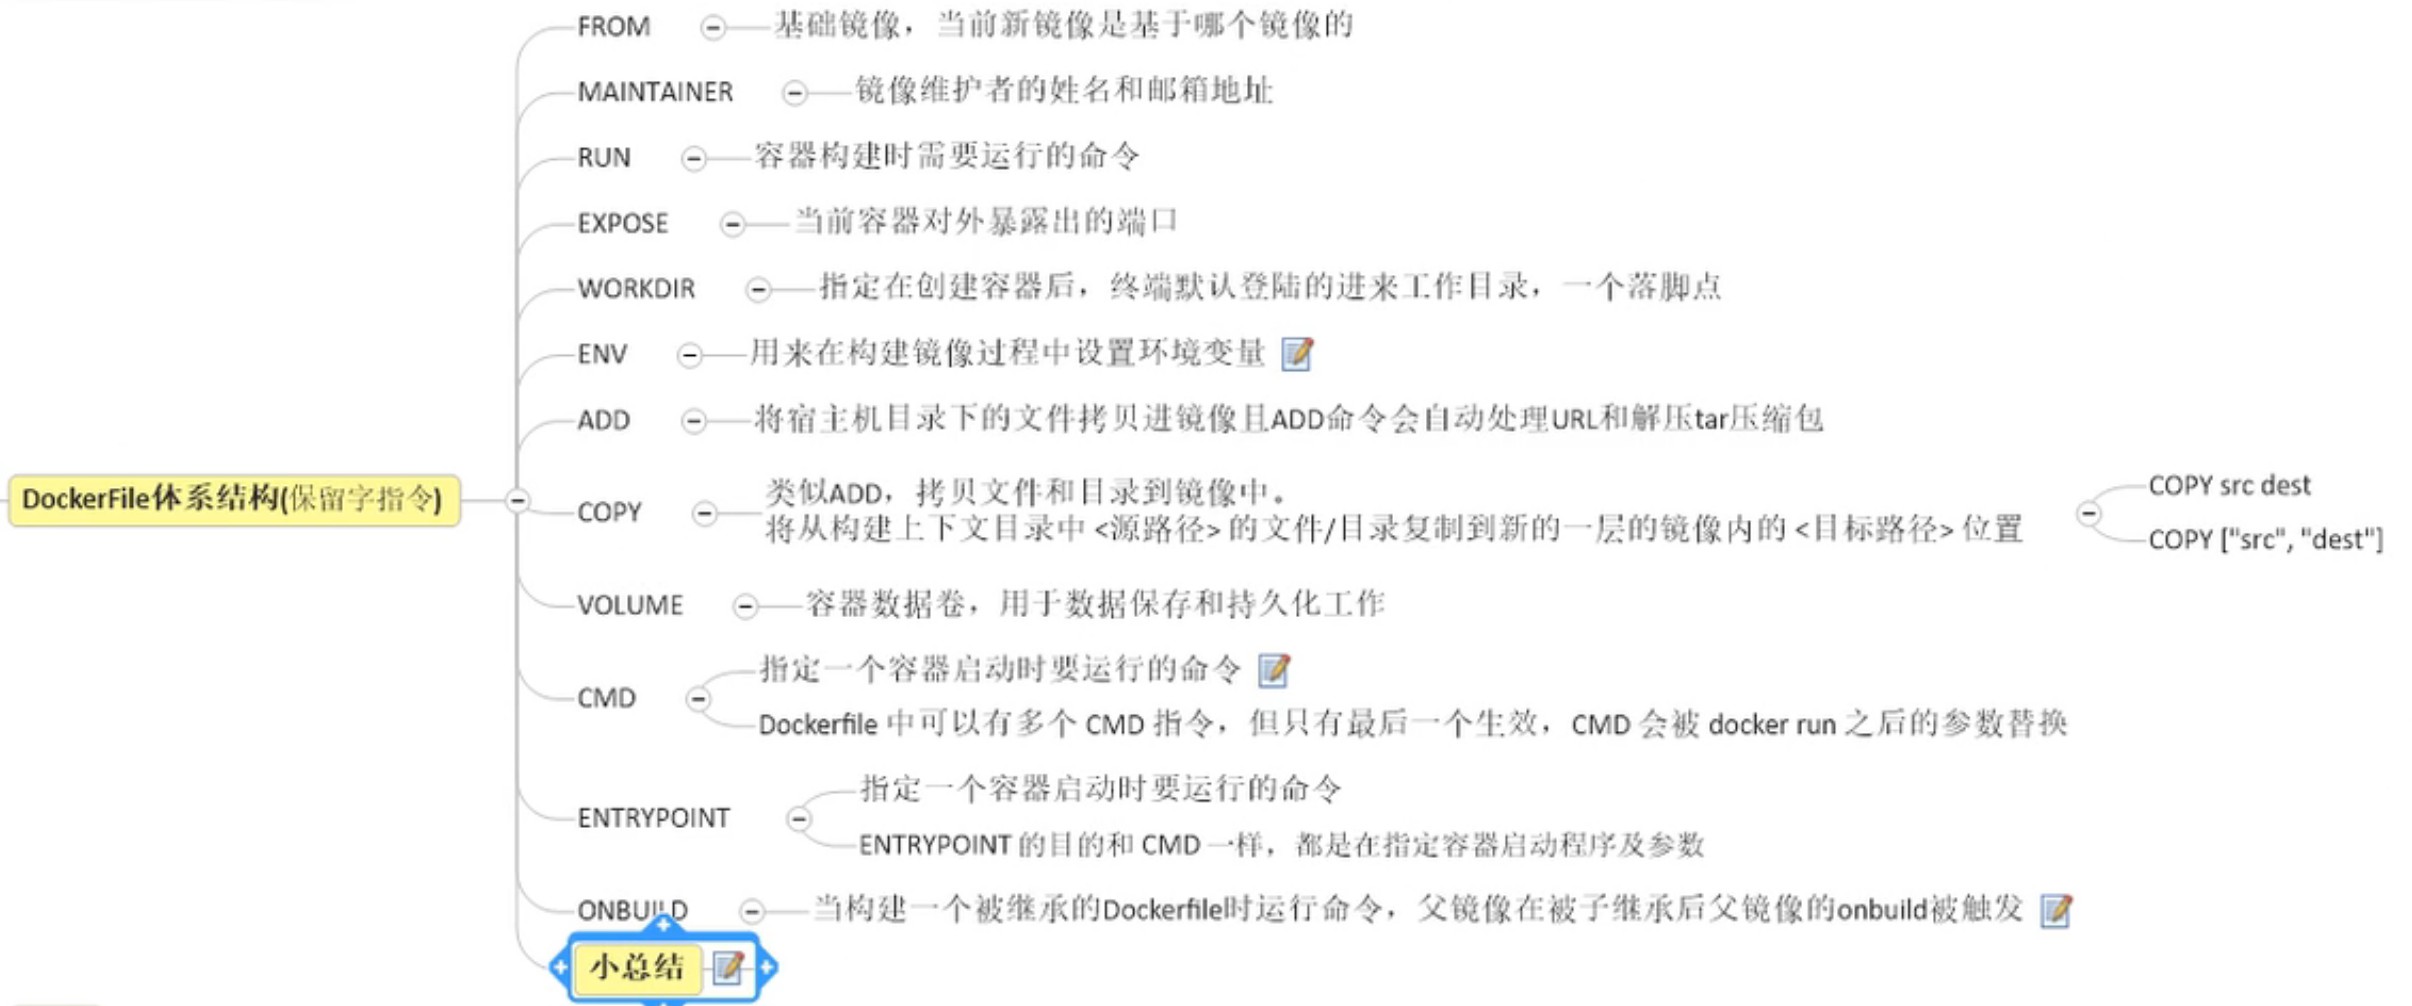 FROM 基础镜像，当前新镜像是基于哪个镜像的
MAINTAINER 镜像维护者的姓名和邮箱地址
RUN 容器构建时需要运行的命令
EXPOSE 当前容器对外暴露出的端口
WORKDIR 指定在创建容器后，终端默认登陆的进来工作目录，一个落脚点
ENV 用来在构建镜像过程中设置环境变量
ADD 将宿主机目录下的文件拷贝进镜像且ADD命令会自动处理URL和解压tar压缩包
DockerFile体系结构(保留字指令)
COPY
类似ADD，拷贝文件和目录到镜像中。
将从构建上下文目录中 <源路径> 的文件/目录复制到新的一层的镜像内的 <目标路径> 位置
COPY src dest
COPY ["src", "dest"]
VOLUME 容器数据卷，用于数据保存和持久化工作
CMD
指定一个容器启动时要运行的命令
Dockerfile 中可以有多个 CMD 指令，但只有最后一个生效，CMD 会被 docker run 之后的参数替换
ENTRYPOINT
指定一个容器启动时要运行的命令
ENTRYPOINT 的目的和 CMD 一样，都是在指定容器启动程序及参数
ONBUILD 当构建一个被继承的Dockerfile时运行命令，父镜像在被子继承后父镜像的onbuild被触发
小总结